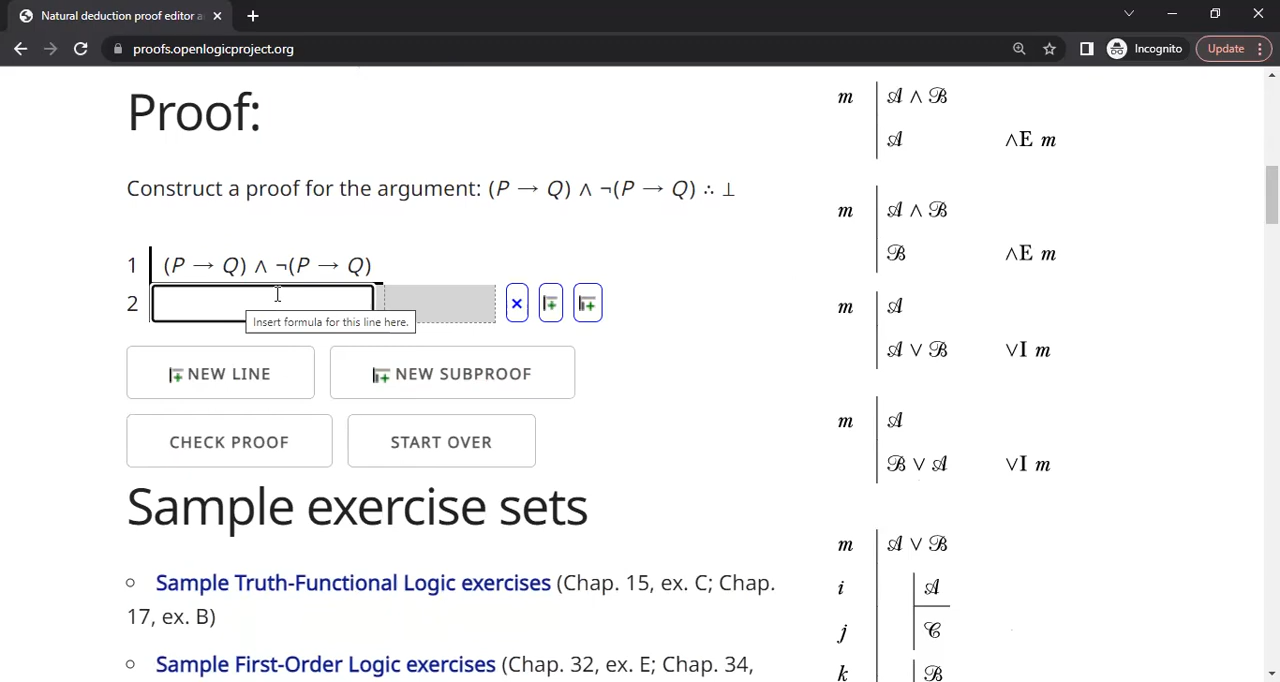 Natural deduction proof editor a
proofs.openlogicproject.org
Incognito
Update
Proof:
Construct a proof for the argument: (P → Q) ∧ ¬(P → Q) ∴ ⊥
1 (P → Q) ∧ ¬(P → Q)
2
Insert formula for this line here.
NEW LINE
NEW SUBPROOF
CHECK PROOF
START OVER
Sample exercise sets
Sample Truth-Functional Logic exercises (Chap. 15, ex. C; Chap.
17, ex. B)
Sample First-Order Logic exercises (Chap. 32, ex. E; Chap. 34,
m 𝒜 ∧ ℬ
𝒜 ∧E m
m 𝒜 ∧ ℬ
ℬ ∧E m
m 𝒜
𝒜 ∨ ℬ ∨I m
m 𝒜
ℬ ∨ 𝒜 ∨I m
m 𝒜 ∨ ℬ
i 𝒜
j 𝒞
k ℬ